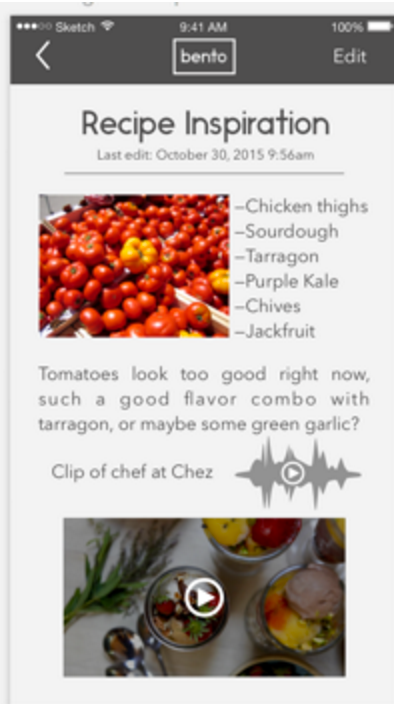 ●●●○○ Sketch 9:41 AM 100%
bento Edit
Recipe Inspiration
Last edit: October 30, 2015 9:56am
–Chicken thighs
–Sourdough
–Tarragon
–Purple Kale
–Chives
–Jackfruit
Tomatoes look too good right now,
such a good flavor combo with
tarragon, or maybe some green garlic?
Clip of chef at Chez